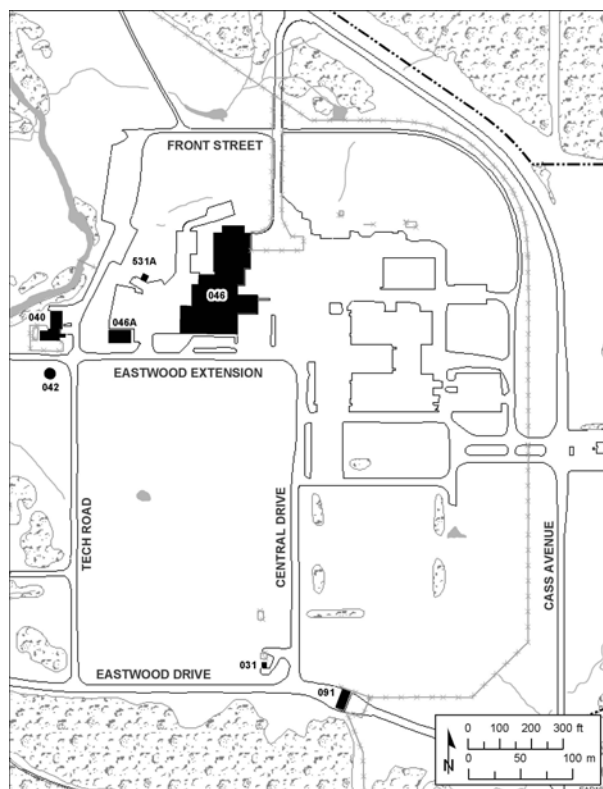 FRONT STREET
531A
046
040
046A
EASTWOOD EXTENSION
042
TECH ROAD
CENTRAL DRIVE
CASS AVENUE
031
EASTWOOD DRIVE
091
0 100 200 300 ft
0 50 100 m
N